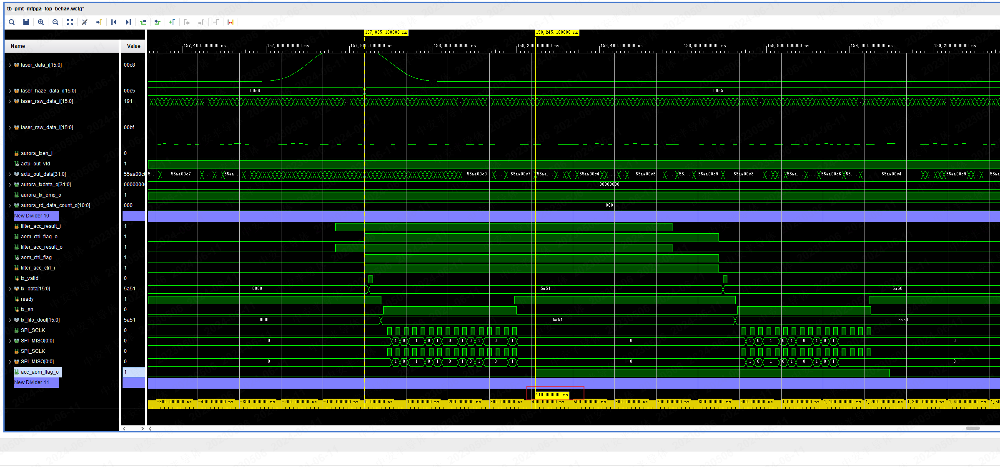 tb_pmt_mfpga_top_behav.wcfg*
157,835.100000 ns 158,245.100000 ns
Name Value
157,400.000000 ns 157,600.000000 ns 157,800.000000 ns 158,000.000000 ns 158,200.000000 ns 158,400.000000 ns 158,600.000000 ns 158,800.000000 ns 159,000.000000 ns 159,200.000000 ns
laser_data_i[15:0] 00c8
laser_haze_data_i[15:0] 00c5 00c6 00c5
laser_raw_data_i[15:0] 191
laser_raw_data_i[15:0] 00bf
aurora_txen_i 0
actu_out_vld 1
actu_out_data[31:0] 55aa00c8 5.. 55aa00c7 ... 55aa... 55aa00c9 ... 55aa00c7 55aa... 55aa00c4 55aa00c6 ... 55... 55aa00c9 55aa00c8 55aa... 55aa00c6 55... 55aa00c4 55aa00c9 55aa
aurora_txdata_o[31:0] 00000000 00000000
aurora_tx_emp_o 1
aurora_rd_data_count_o[10:0] 000 000
New Divider 10
filter_acc_result_i 1
aom_ctrl_flag_o 1
filter_acc_result_o 1
aom_ctrl_flag 1
filter_acc_ctrl_i 1
tx_valid 0
tx_data[15:0] 5a51 0000 5a51 5a50
ready 1
tx_en 0
tx_fifo_dout[15:0] 5a51 0000 5a51 5a50
SPI_SCLK 0
SPI_MISO[0:0] 0 0 1 0 1 0 1 0 1 0 1 0 1 0 1 0 1 0 1 0 1 0 1 0
SPI_SCLK 0
SPI_MISO[0:0] 0 0 1 0 1 0 1 0 1 0 1 0 1 0 1 0 1 0 1 0 1 0 1 0
acc_aom_flag_o 1
New Divider 11
410.000000 ns
-500.000000 ns -400.000000 ns -300.000000 ns -200.000000 ns -100.000000 ns 0.000000 ns 100.000000 ns 200.000000 ns 300.000000 ns 400.000000 ns 500.000000 ns 600.000000 ns 700.000000 ns 800.000000 ns 900.000000 ns 1,000.000000 ns 1,100.000000 ns 1,200.000000 ns 1,300.000000 ns 1,400.000000 ns 1,50
中安半导体 20230506 2024-06-11